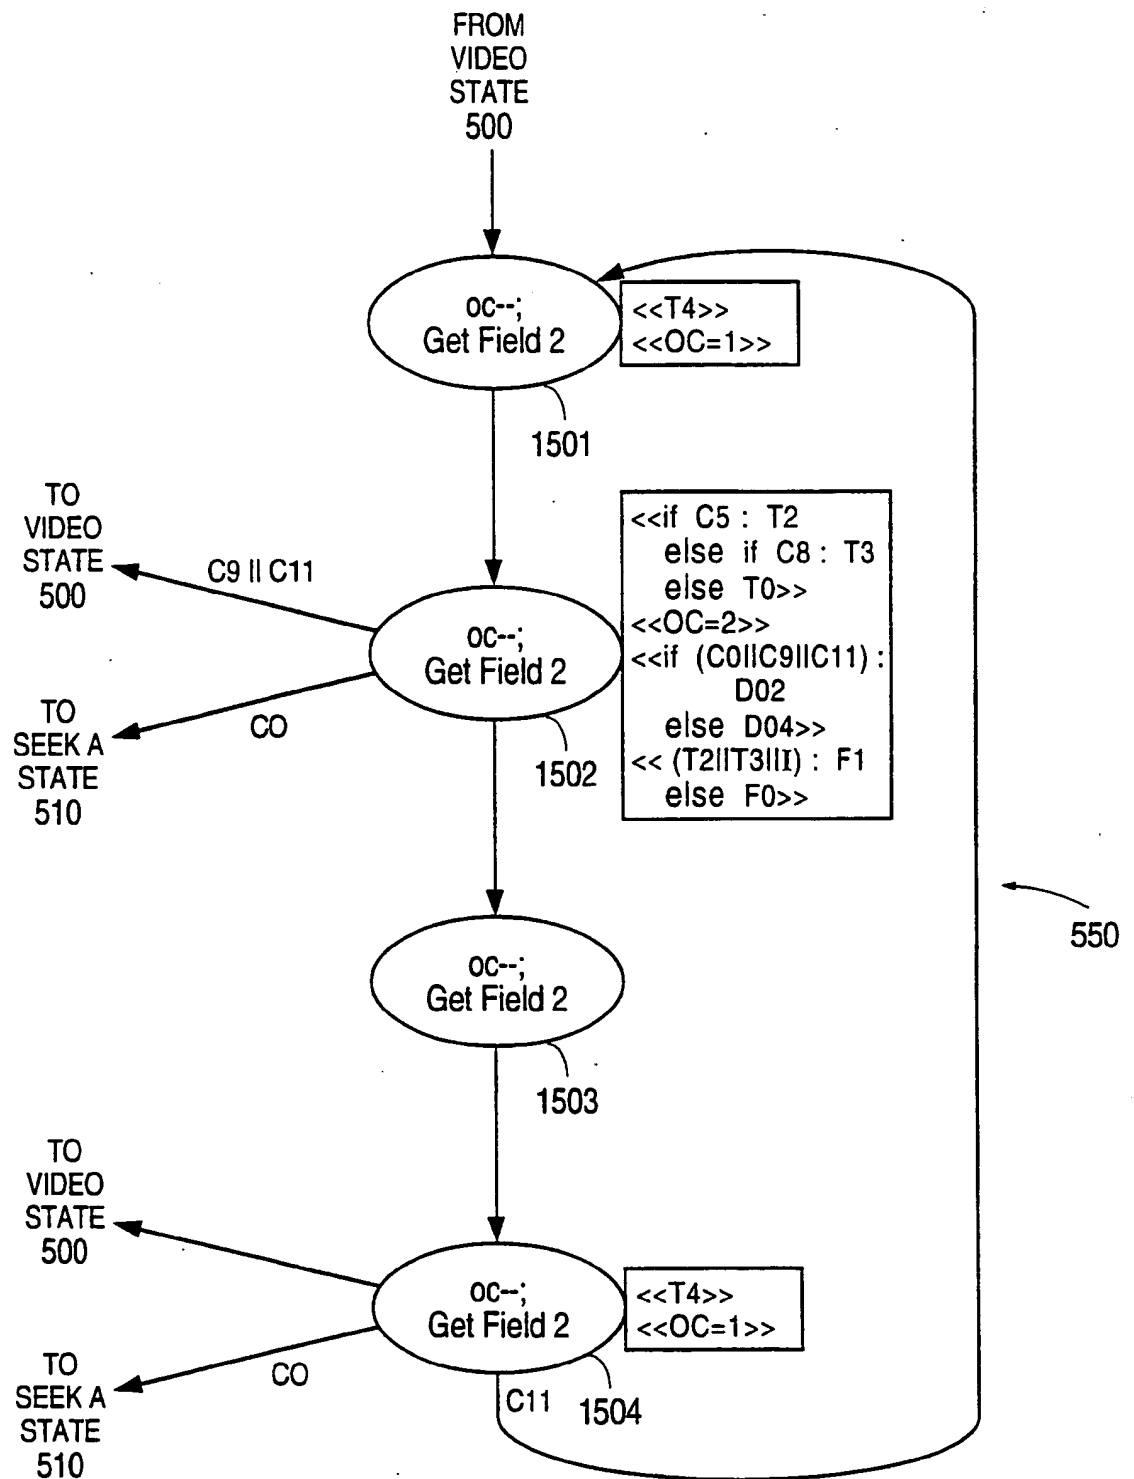 FROM
VIDEO
STATE
500
oc--;
Get Field 2
<<T4>>
<<OC=1>>
1501
TO
VIDEO
STATE
500
C9 || C11
oc--;
Get Field 2
<<if C5 : T2
else if C8 : T3
else T0>>
<<OC=2>>
<<if (C0||C9||C11) :
D02
else D04>>
<< (T2||T3||I) : F1
else F0>>
TO
SEEK A
STATE
510
CO
1502
550
oc--;
Get Field 2
1503
TO
VIDEO
STATE
500
oc--;
Get Field 2
<<T4>>
<<OC=1>>
TO
SEEK A
STATE
510
CO
C11
1504